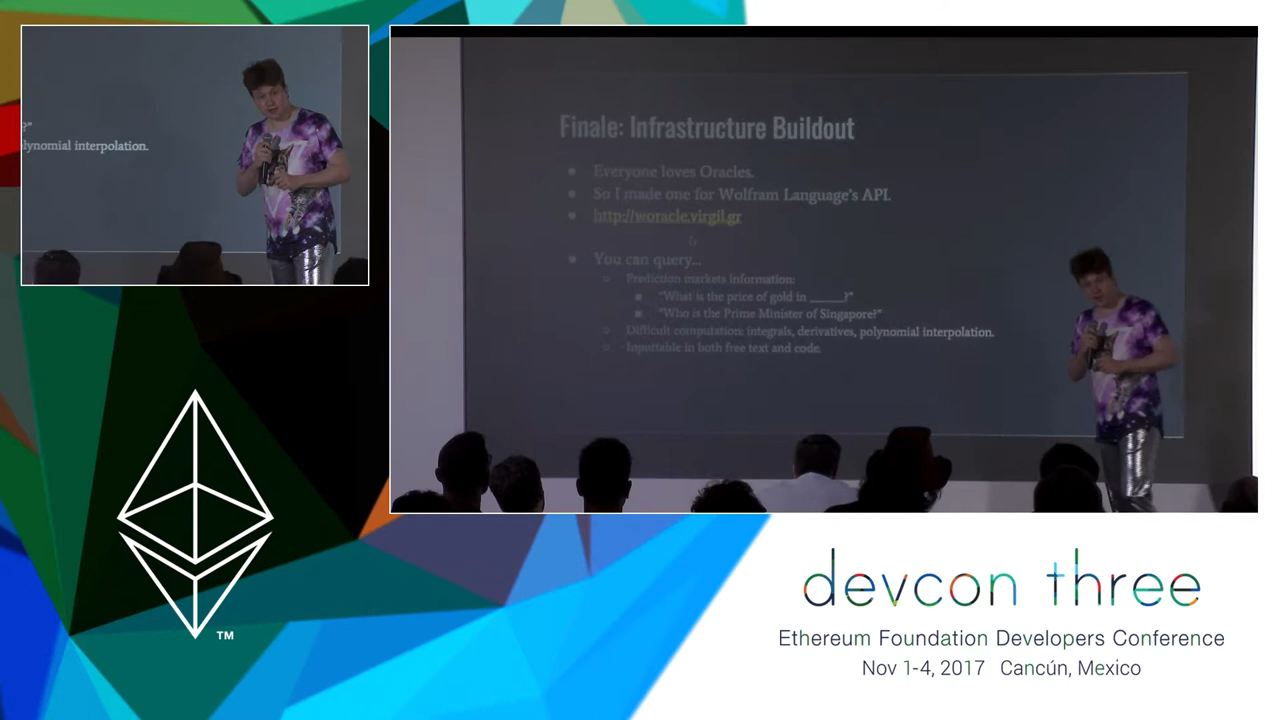 ?"
lynomial interpolation.
Finale: Infrastructure Buildout
Everyone loves Oracles.
So I made one for Wolfram Language's API.
http://woracle.virgil.gr
You can query...
Prediction markets information:
"What is the price of gold in ______?"
"Who is the Prime Minister of Singapore?"
Difficult computation: integrals, derivatives, polynomial interpolation.
Inputtable in both free text and code.
TM
devcon three
Ethereum Foundation Developers Conference
Nov 1-4, 2017 Cancún, Mexico